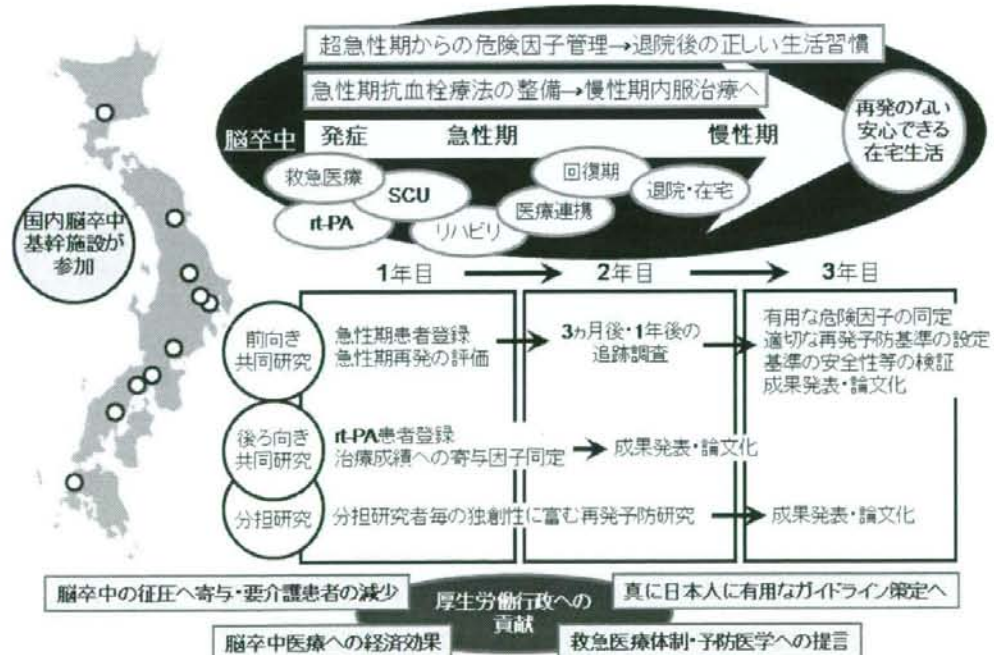 超急性期からの危険因子管理→退院後の正しい生活習慣
急性期抗血栓療法の整備→慢性期内服治療へ
脳卒中 発症 急性期 慢性期
再発のない
安心できる
在宅生活
救急医療
SCU
rt-PA
リハビリ
医療連携
回復期
退院・在宅
国内脳卒中
基幹施設が
参加
1年目 → 2年目 → 3年目
前向き
共同研究
急性期患者登録
急性期再発の評価
3ヵ月後・1年後の
追跡調査
有用な危険因子の同定
適切な再発予防基準の設定
基準の安全性等の検証
成果発表・論文化
後ろ向き
共同研究
rt-PA患者登録
治療成績への寄与因子同定
成果発表・論文化
分担研究
分担研究者毎の独創性に富む再発予防研究
成果発表・論文化
脳卒中の征圧へ寄与・要介護患者の減少
厚生労働行政への
貢献
真に日本人に有用なガイドライン策定へ
脳卒中医療への経済効果
救急医療体制・予防医学への提言